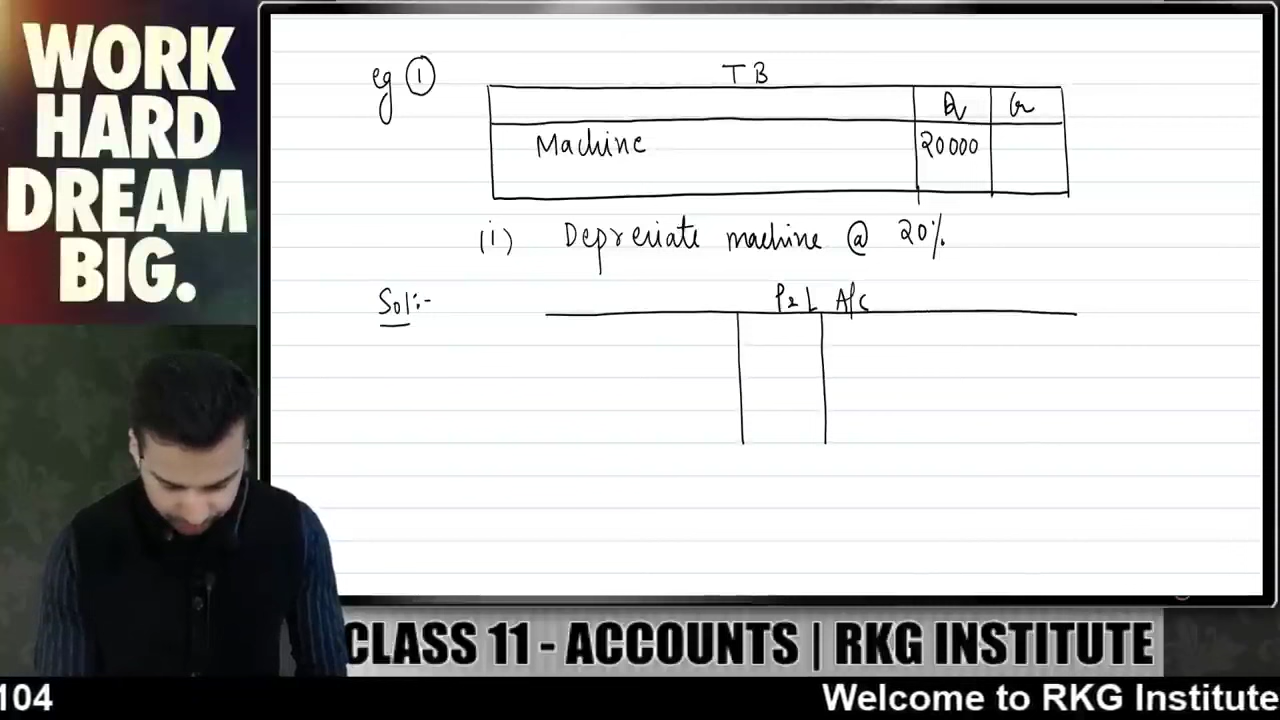 WORK
HARD
DREAM
BIG.
eg ① T B
Dr Cr
Machine 20000
(i) Depreciate machine @ 20%
Sol:- P & L A/c
CLASS 11 - ACCOUNTS | RKG INSTITUTE
104 Welcome to RKG Institute